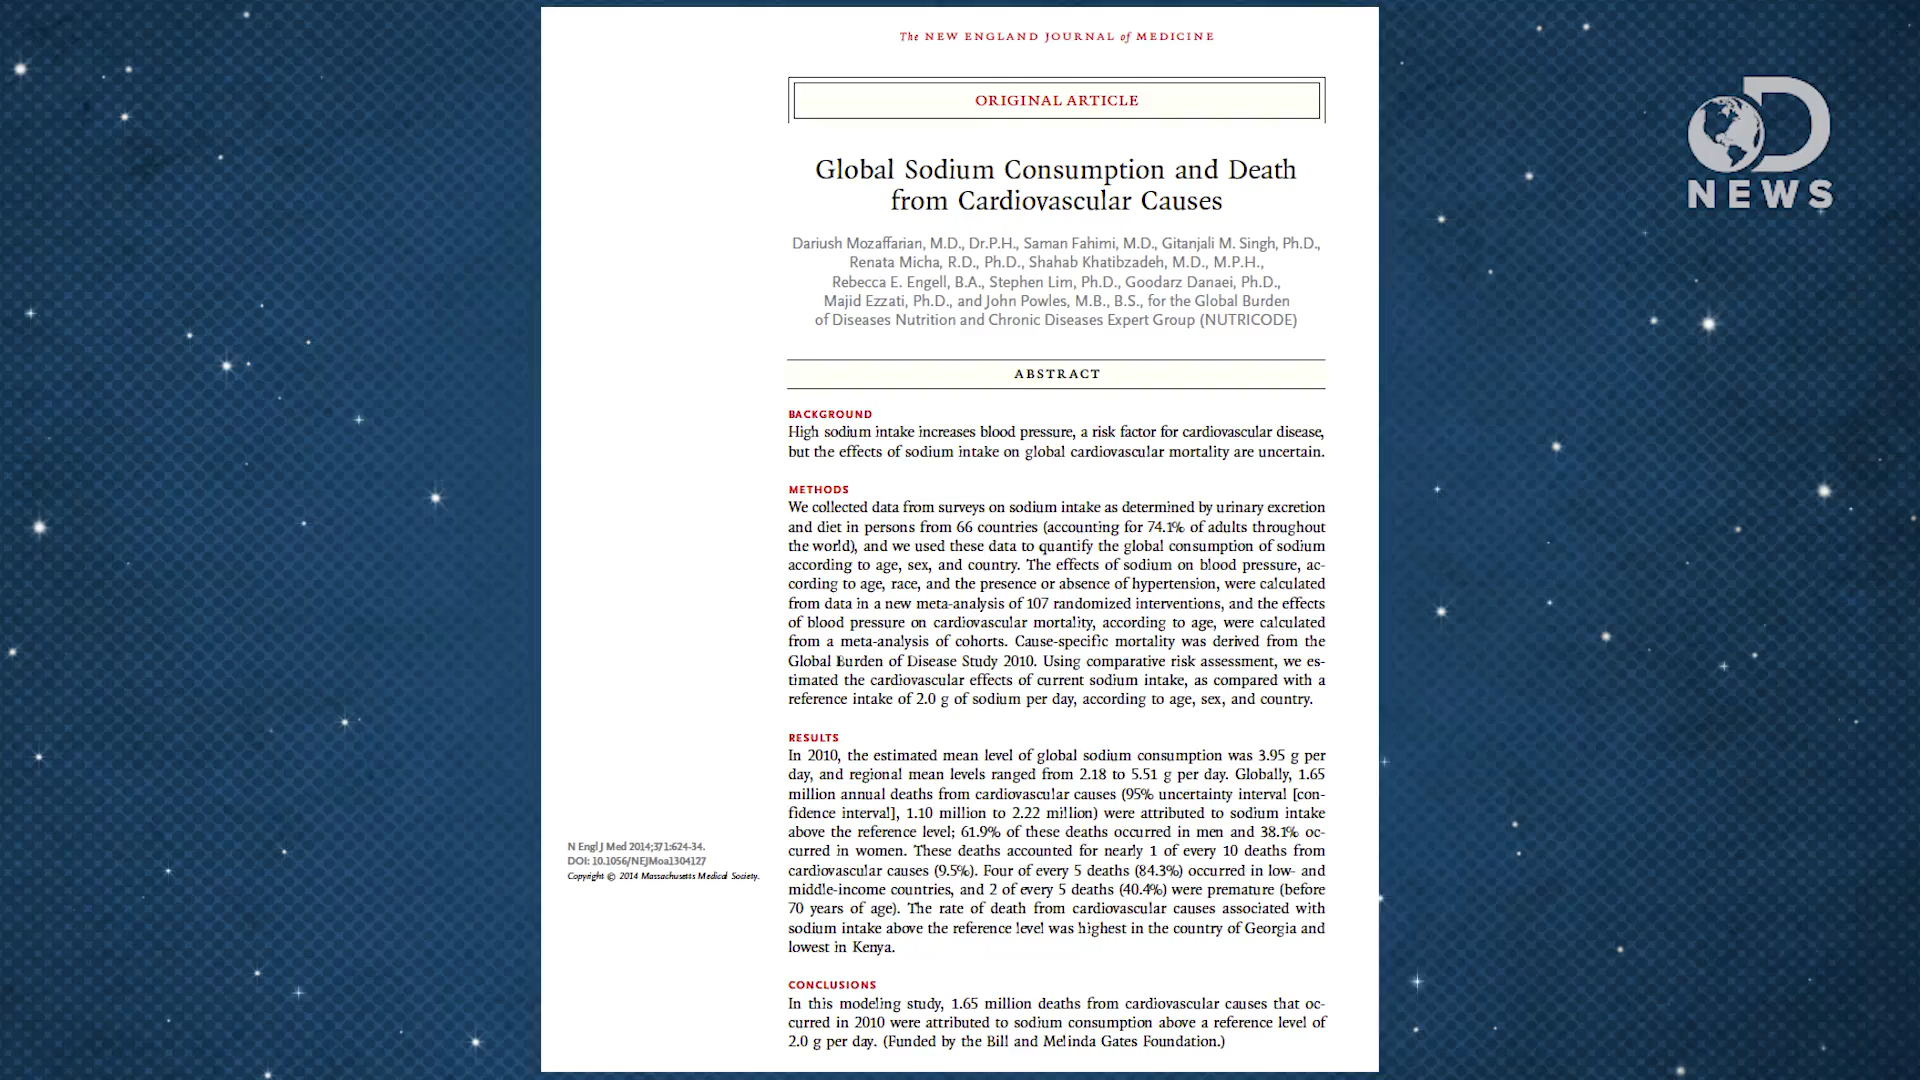 The NEW ENGLAND JOURNAL of MEDICINE
ORIGINAL ARTICLE
Global Sodium Consumption and Death
from Cardiovascular Causes
Dariush Mozaffarian, M.D., Dr.P.H., Saman Fahimi, M.D., Gitanjali M. Singh, Ph.D.,
Renata Micha, R.D., Ph.D., Shahab Khatibzadeh, M.D., M.P.H.,
Rebecca E. Engell, B.A., Stephen Lim, Ph.D., Goodarz Danaei, Ph.D.,
Majid Ezzati, Ph.D., and John Powles, M.B., B.S., for the Global Burden
of Diseases Nutrition and Chronic Diseases Expert Group (NUTRICODE)
ABSTRACT
BACKGROUND
High sodium intake increases blood pressure, a risk factor for cardiovascular disease,
but the effects of sodium intake on global cardiovascular mortality are uncertain.
METHODS
We collected data from surveys on sodium intake as determined by urinary excretion
and diet in persons from 66 countries (accounting for 74.1% of adults throughout
the world), and we used these data to quantify the global consumption of sodium
according to age, sex, and country. The effects of sodium on blood pressure, ac-
cording to age, race, and the presence or absence of hypertension, were calculated
from data in a new meta-analysis of 107 randomized interventions, and the effects
of blood pressure on cardiovascular mortality, according to age, were calculated
from a meta-analysis of cohorts. Cause-specific mortality was derived from the
Global Burden of Disease Study 2010. Using comparative risk assessment, we es-
timated the cardiovascular effects of current sodium intake, as compared with a
reference intake of 2.0 g of sodium per day, according to age, sex, and country.
RESULTS
In 2010, the estimated mean level of global sodium consumption was 3.95 g per
day, and regional mean levels ranged from 2.18 to 5.51 g per day. Globally, 1.65
million annual deaths from cardiovascular causes (95% uncertainty interval [con-
fidence interval], 1.10 million to 2.22 million) were attributed to sodium intake
above the reference level; 61.9% of these deaths occurred in men and 38.1% oc-
curred in women. These deaths accounted for nearly 1 of every 10 deaths from
cardiovascular causes (9.5%). Four of every 5 deaths (84.3%) occurred in low- and
middle-income countries, and 2 of every 5 deaths (40.4%) were premature (before
70 years of age). The rate of death from cardiovascular causes associated with
sodium intake above the reference level was highest in the country of Georgia and
lowest in Kenya.
CONCLUSIONS
In this modeling study, 1.65 million deaths from cardiovascular causes that oc-
curred in 2010 were attributed to sodium consumption above a reference level of
2.0 g per day. (Funded by the Bill and Melinda Gates Foundation.)
N Engl J Med 2014;371:624-34.
DOI: 10.1056/NEJMoa1304127
Copyright © 2014 Massachusetts Medical Society.
D
NEWS